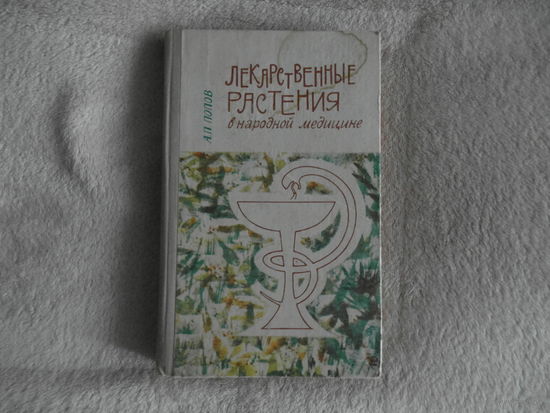 А.П. ПОПОВ
ЛЕКАРСТВЕННЫЕ
РАСТЕНИЯ
в народной медицине